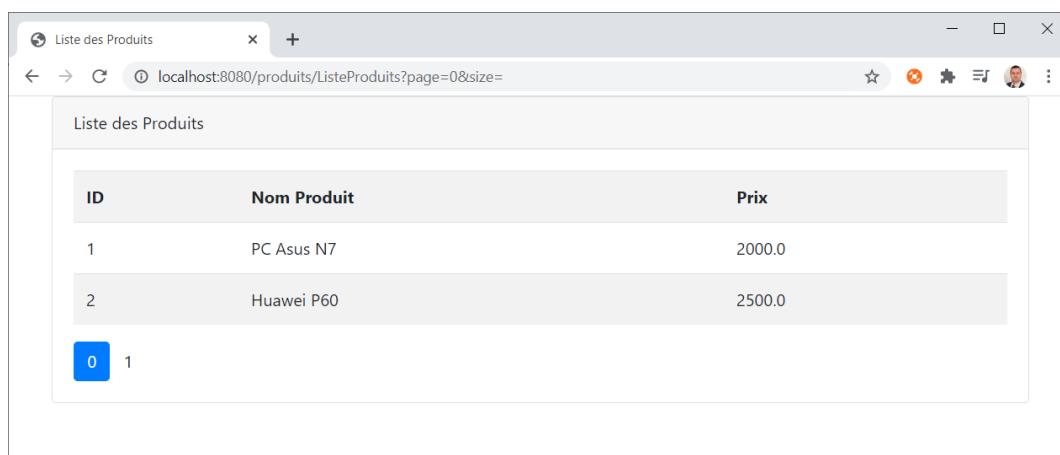 Liste des Produits
localhost:8080/produits/ListeProduits?page=0&size=
Liste des Produits
ID Nom Produit Prix
1 PC Asus N7 2000.0
2 Huawei P60 2500.0
0 1